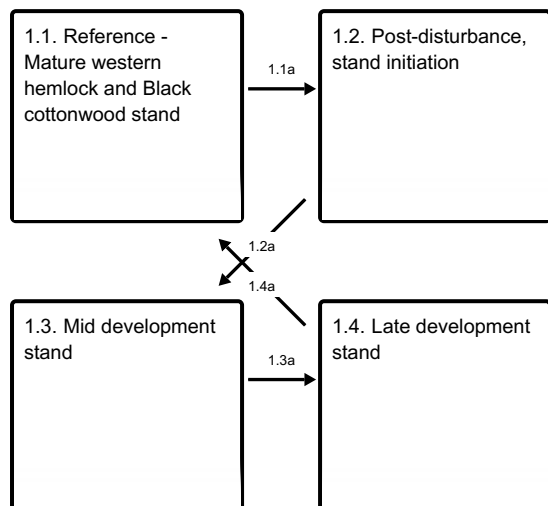 1.1. Reference -
Mature western
hemlock and Black
cottonwood stand
1.1a
1.2. Post-disturbance,
stand initiation
1.2a
1.4a
1.3. Mid development
stand
1.3a
1.4. Late development
stand